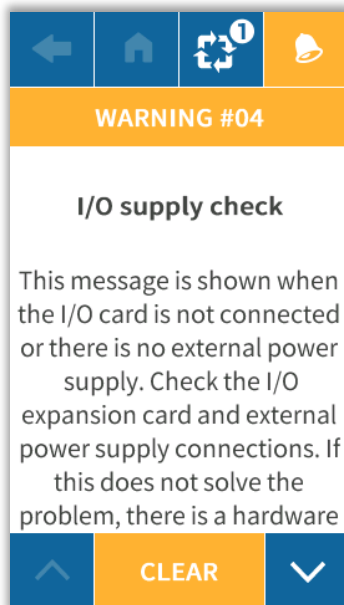 1
WARNING #04
I/O supply check
This message is shown when
the I/O card is not connected
or there is no external power
supply. Check the I/O
expansion card and external
power supply connections. If
this does not solve the
problem, there is a hardware
CLEAR